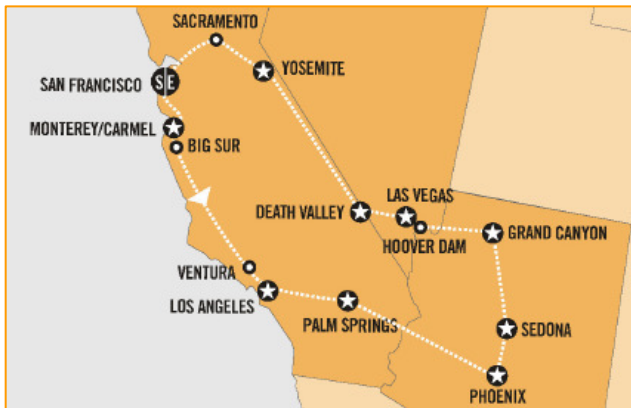 SACRAMENTO
YOSEMITE
SAN FRANCISCO
SE
MONTEREY/CARMEL
BIG SUR
LAS VEGAS
DEATH VALLEY
HOOVER DAM
GRAND CANYON
VENTURA
LOS ANGELES
PALM SPRINGS
SEDONA
PHOENIX